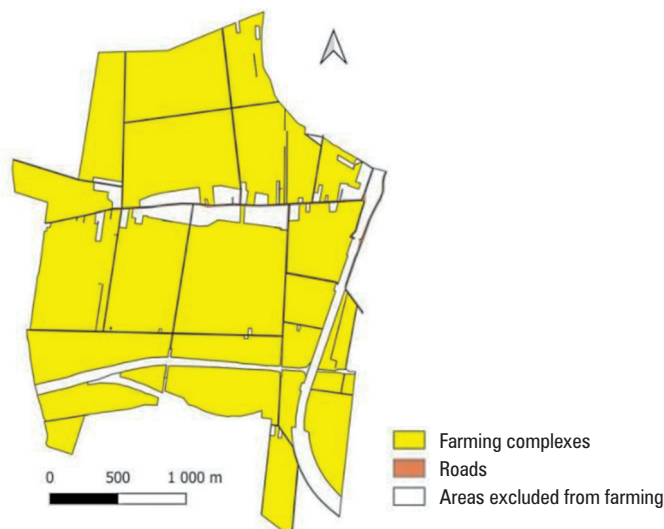 0 500 1 000 m
Farming complexes
Roads
Areas excluded from farming